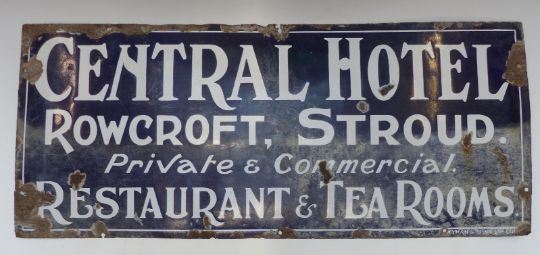 CENTRAL HOTEL
ROWCROFT, STROUD.
Private & Commercial.
RESTAURANT & TEA ROOMS.